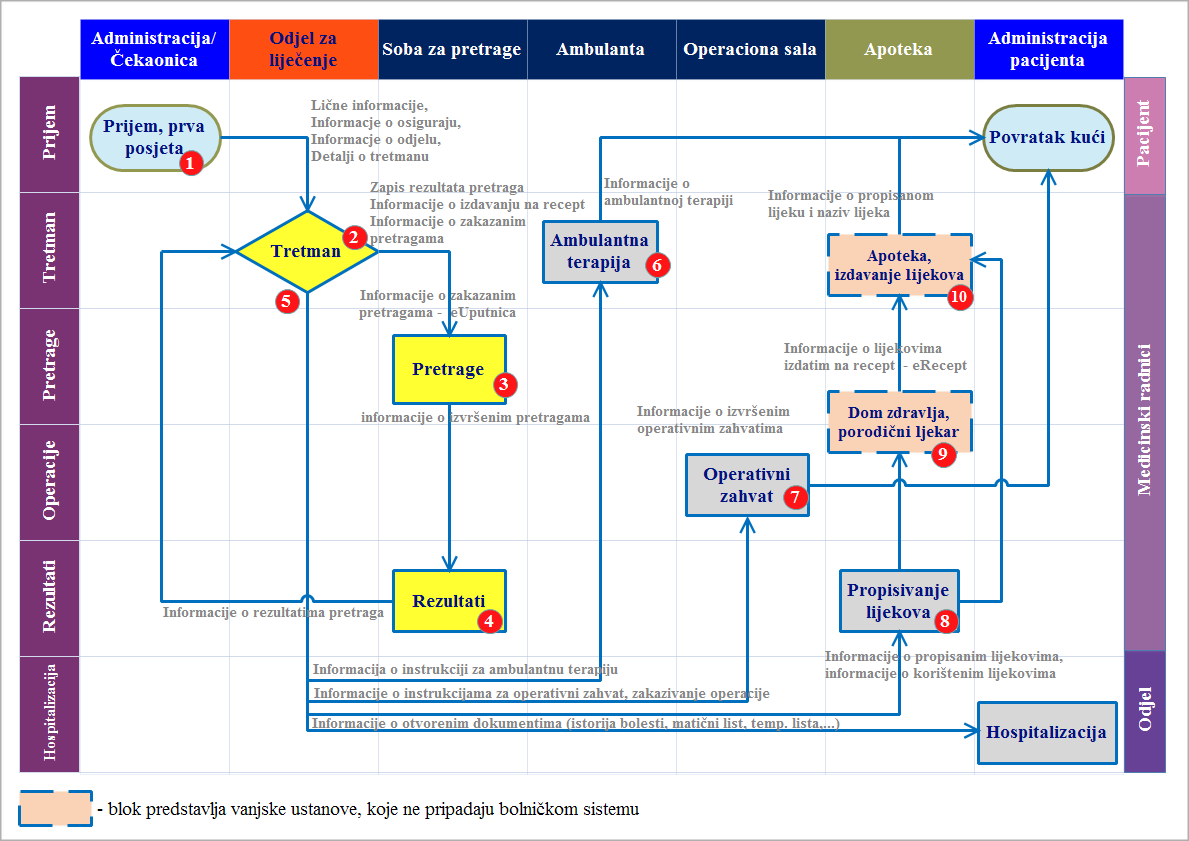 Administracija/
Čekaonica
Odjel za
liječenje
Soba za pretrage
Ambulanta
Operaciona sala
Apoteka
Administracija
pacijenta
Prijem
Tretman
Pretrage
Operacije
Rezultati
Hospitalizacija
Pacijent
Medicinski radnici
Odjel
Prijem, prva
posjeta
1
Lične informacije,
Informacje o osiguraju,
Informacje o odjelu,
Detalji o tretmanu
Povratak kući
Zapis rezultata pretraga
Informacije o izdavanju na recept
Informacije o zakazanim
pretragama
Informacije o
ambulantnoj terapiji
Informacije o propisanom
lijeku i naziv lijeka
Tretman
2
5
Ambulantna
terapija
6
Apoteka,
izdavanje lijekova
10
Informacije o zakazanim
pretragama - eUputnica
Pretrage
3
Informacije o lijekovima
izdatim na recept - eRecept
informacije o izvršenim pretragama
Informacije o izvršenim
operativnim zahvatima
Dom zdravlja,
porodični ljekar
9
Operativni
zahvat
7
Rezultati
4
Informacije o rezultatima pretraga
Propisivanje
lijekova
8
Informacija o instrukciji za ambulantnu terapiju
Informacije o propisanim lijekovima,
informacije o korištenim lijekovima
Informacije o instrukcijama za operativni zahvat, zakazivanje operacije
Informacije o otvorenim dokumentima (istorija bolesti, matični list, temp. lista,...)
Hospitalizacija
- blok predstavlja vanjske ustanove, koje ne pripadaju bolničkom sistemu